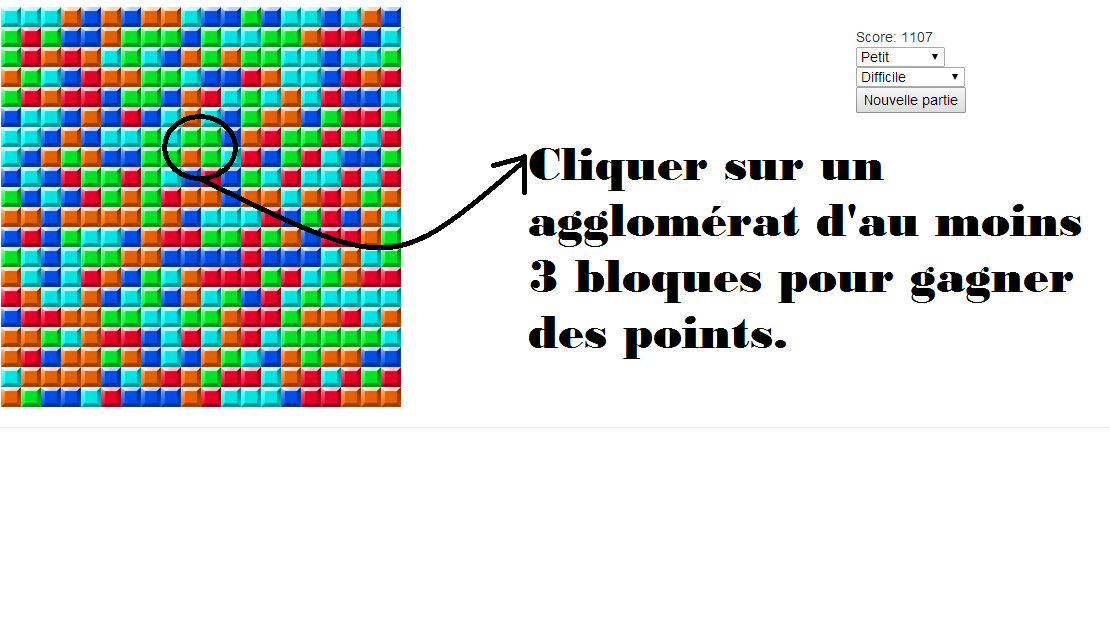 Score: 1107
Petit
Difficile
Nouvelle partie
Cliquer sur un
agglomérat d'au moins
3 bloques pour gagner
des points.